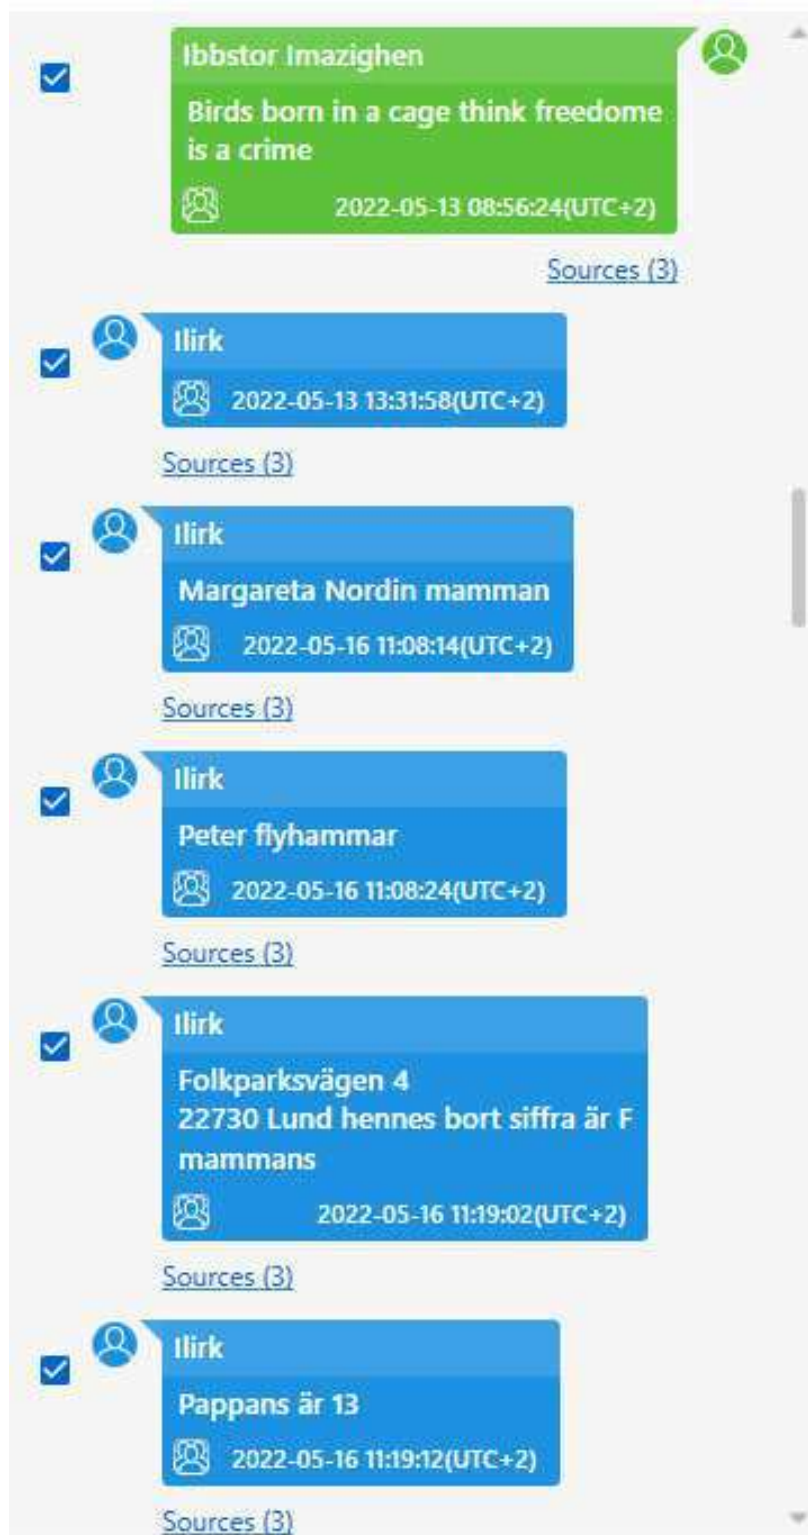 Ibbstor Imazighen
Birds born in a cage think freedome
is a crime
2022-05-13 08:56:24(UTC+2)
Sources (3)
Ilirk
2022-05-13 13:31:58(UTC+2)
Sources (3)
Ilirk
Margareta Nordin mamman
2022-05-16 11:08:14(UTC+2)
Sources (3)
Ilirk
Peter flyhammar
2022-05-16 11:08:24(UTC+2)
Sources (3)
Ilirk
Folkparksvägen 4
22730 Lund hennes bort siffra är F
mammans
2022-05-16 11:19:02(UTC+2)
Sources (3)
Ilirk
Pappans är 13
2022-05-16 11:19:12(UTC+2)
Sources (3)